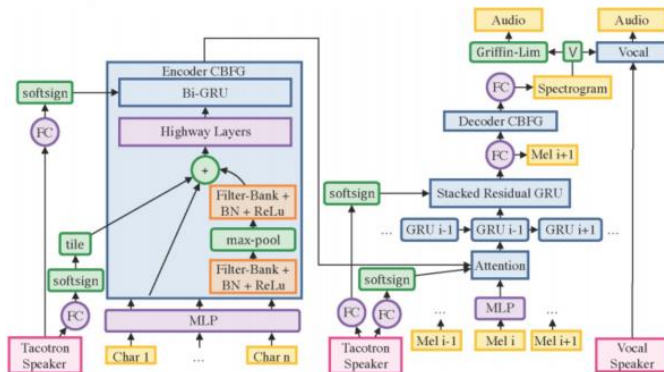 Audio
Audio
Griffin-Lim
V
Vocal
Encoder CBFG
softsign
Bi-GRU
FC
Spectrogram
FC
Highway Layers
Decoder CBFG
+
FC
Mel i+1
Filter-Bank +
BN + ReLu
softsign
Stacked Residual GRU
tile
max-pool
...
GRU i-1
GRU i-1
GRU i+1
...
softsign
Filter-Bank +
BN + ReLu
softsign
Attention
FC
MLP
FC
FC
MLP
...
...
Tacotron
Speaker
Char 1
...
Char n
Tacotron
Speaker
Mel i-1
Mel i
Mel i+1
Vocal
Speaker